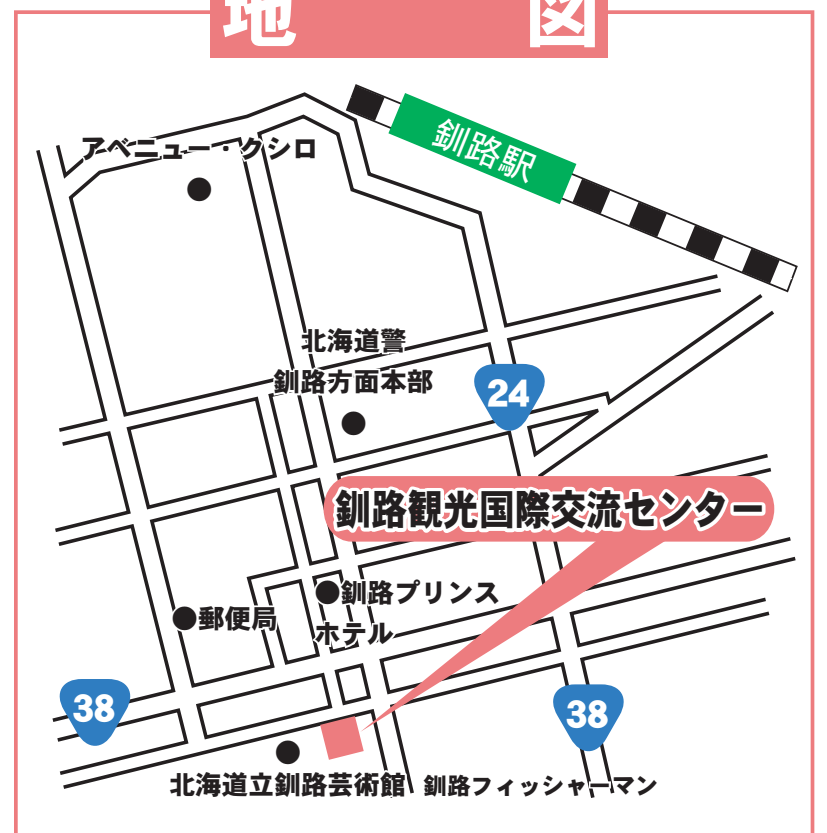 地 図
釧路駅
アベニュー・クシロ
北海道警
釧路方面本部
24
釧路観光国際交流センター
釧路プリンス
ホテル
郵便局
38
38
北海道立釧路芸術館
釧路フィッシャーマン